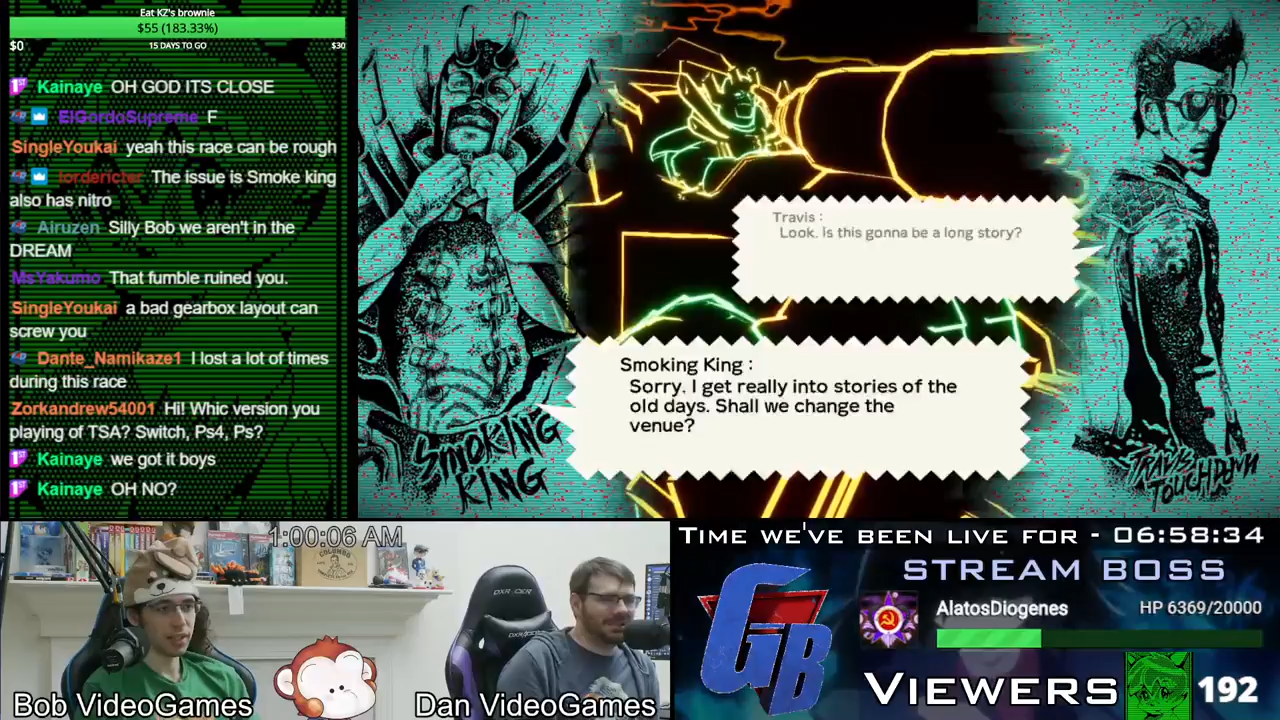 Eat KZ's brownie
$55 (183.33%)
$0
15 DAYS TO GO
$30
Kainaye OH GOD ITS CLOSE
ElGordoSupreme F
SingleYoukai yeah this race can be rough
lordericter The issue is Smoke king
also has nitro
Airuzen Silly Bob we aren't in the
DREAM
MsYakumo That fumble ruined you.
SingleYoukai a bad gearbox layout can
screw you
Dante_Namikaze1 I lost a lot of times
during this race
Zorkandrew54001 Hi! Whic version you
playing of TSA? Switch, Ps4, Ps?
Kainaye we got it boys
Kainaye OH NO?
Travis :
Look. Is this gonna be a long story?
Smoking King :
Sorry. I get really into stories of the
old days. Shall we change the
venue?
SMOKING
KING
TRAVIS
TOUCHDOWN
1:00:06 AM
COLUMBO
DXRACER
DXRACER
Bob VideoGames
Dan VideoGames
Time we've been live for - 06:58:34
STREAM BOSS
AlatosDiogenes
HP 6369/20000
GB
Viewers
192